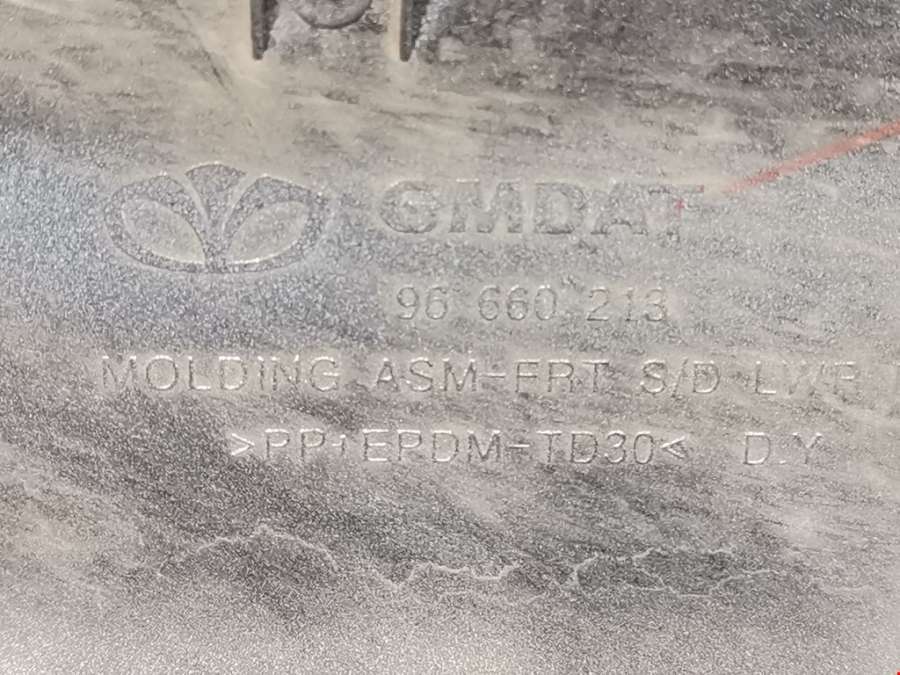 GMDAT
96 660 213
MOLDING ASM-FRT S/D LWR
>PP+EPDM-TD30< D.Y